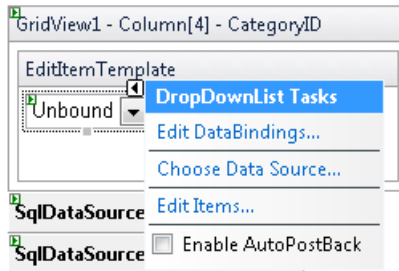 GridView1 - Column[4] - CategoryID
EditItemTemplate
Unbound
DropDownList Tasks
Edit DataBindings...
Choose Data Source...
Edit Items...
Enable AutoPostBack
SqlDataSource
SqlDataSource